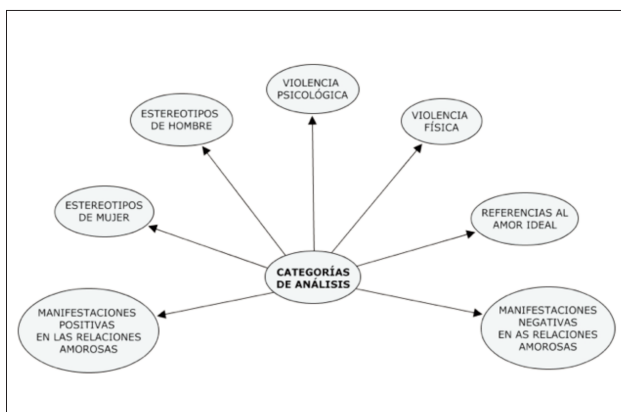 VIOLENCIA
PSICOLÓGICA
ESTEREOTIPOS
DE HOMBRE
VIOLENCIA
FÍSICA
ESTEREOTIPOS
DE MUJER
REFERENCIAS AL
AMOR IDEAL
CATEGORÍAS
DE ANÁLISIS
MANIFESTACIONES
POSITIVAS
EN LAS RELACIONES
AMOROSAS
MANIFESTACIONES
NEGATIVAS
EN AS RELACIONES
AMOROSAS